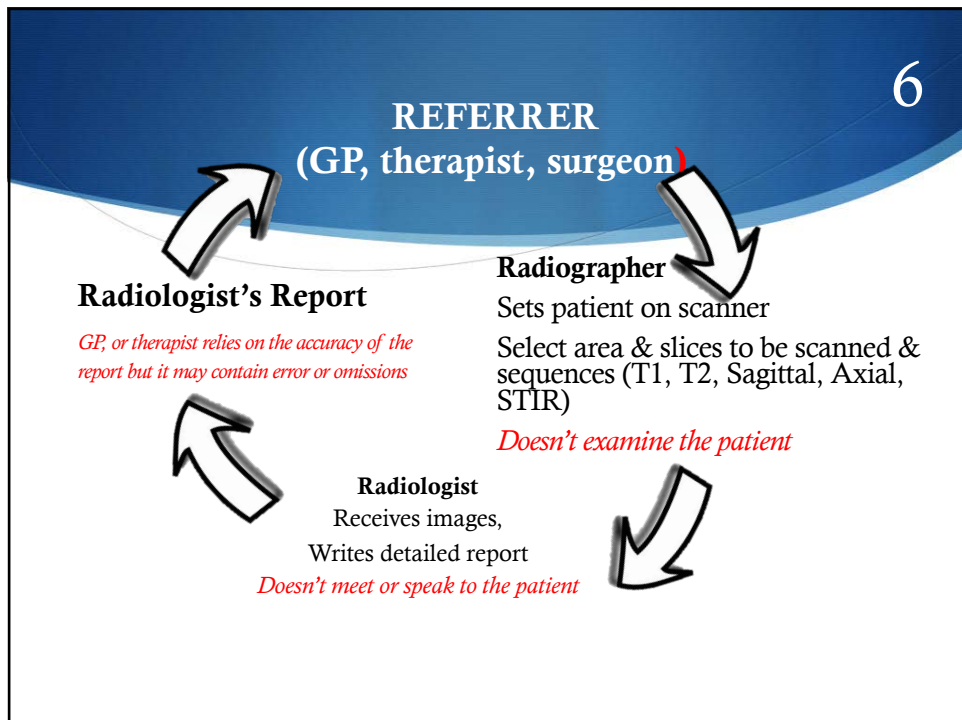 6
REFERRER
(GP, therapist, surgeon)
Radiographer
Sets patient on scanner
Select area & slices to be scanned &
sequences (T1, T2, Sagittal, Axial,
STIR)
Doesn't examine the patient
Radiologist
Receives images,
Writes detailed report
Doesn't meet or speak to the patient
Radiologist's Report
GP, or therapist relies on the accuracy of the
report but it may contain error or omissions